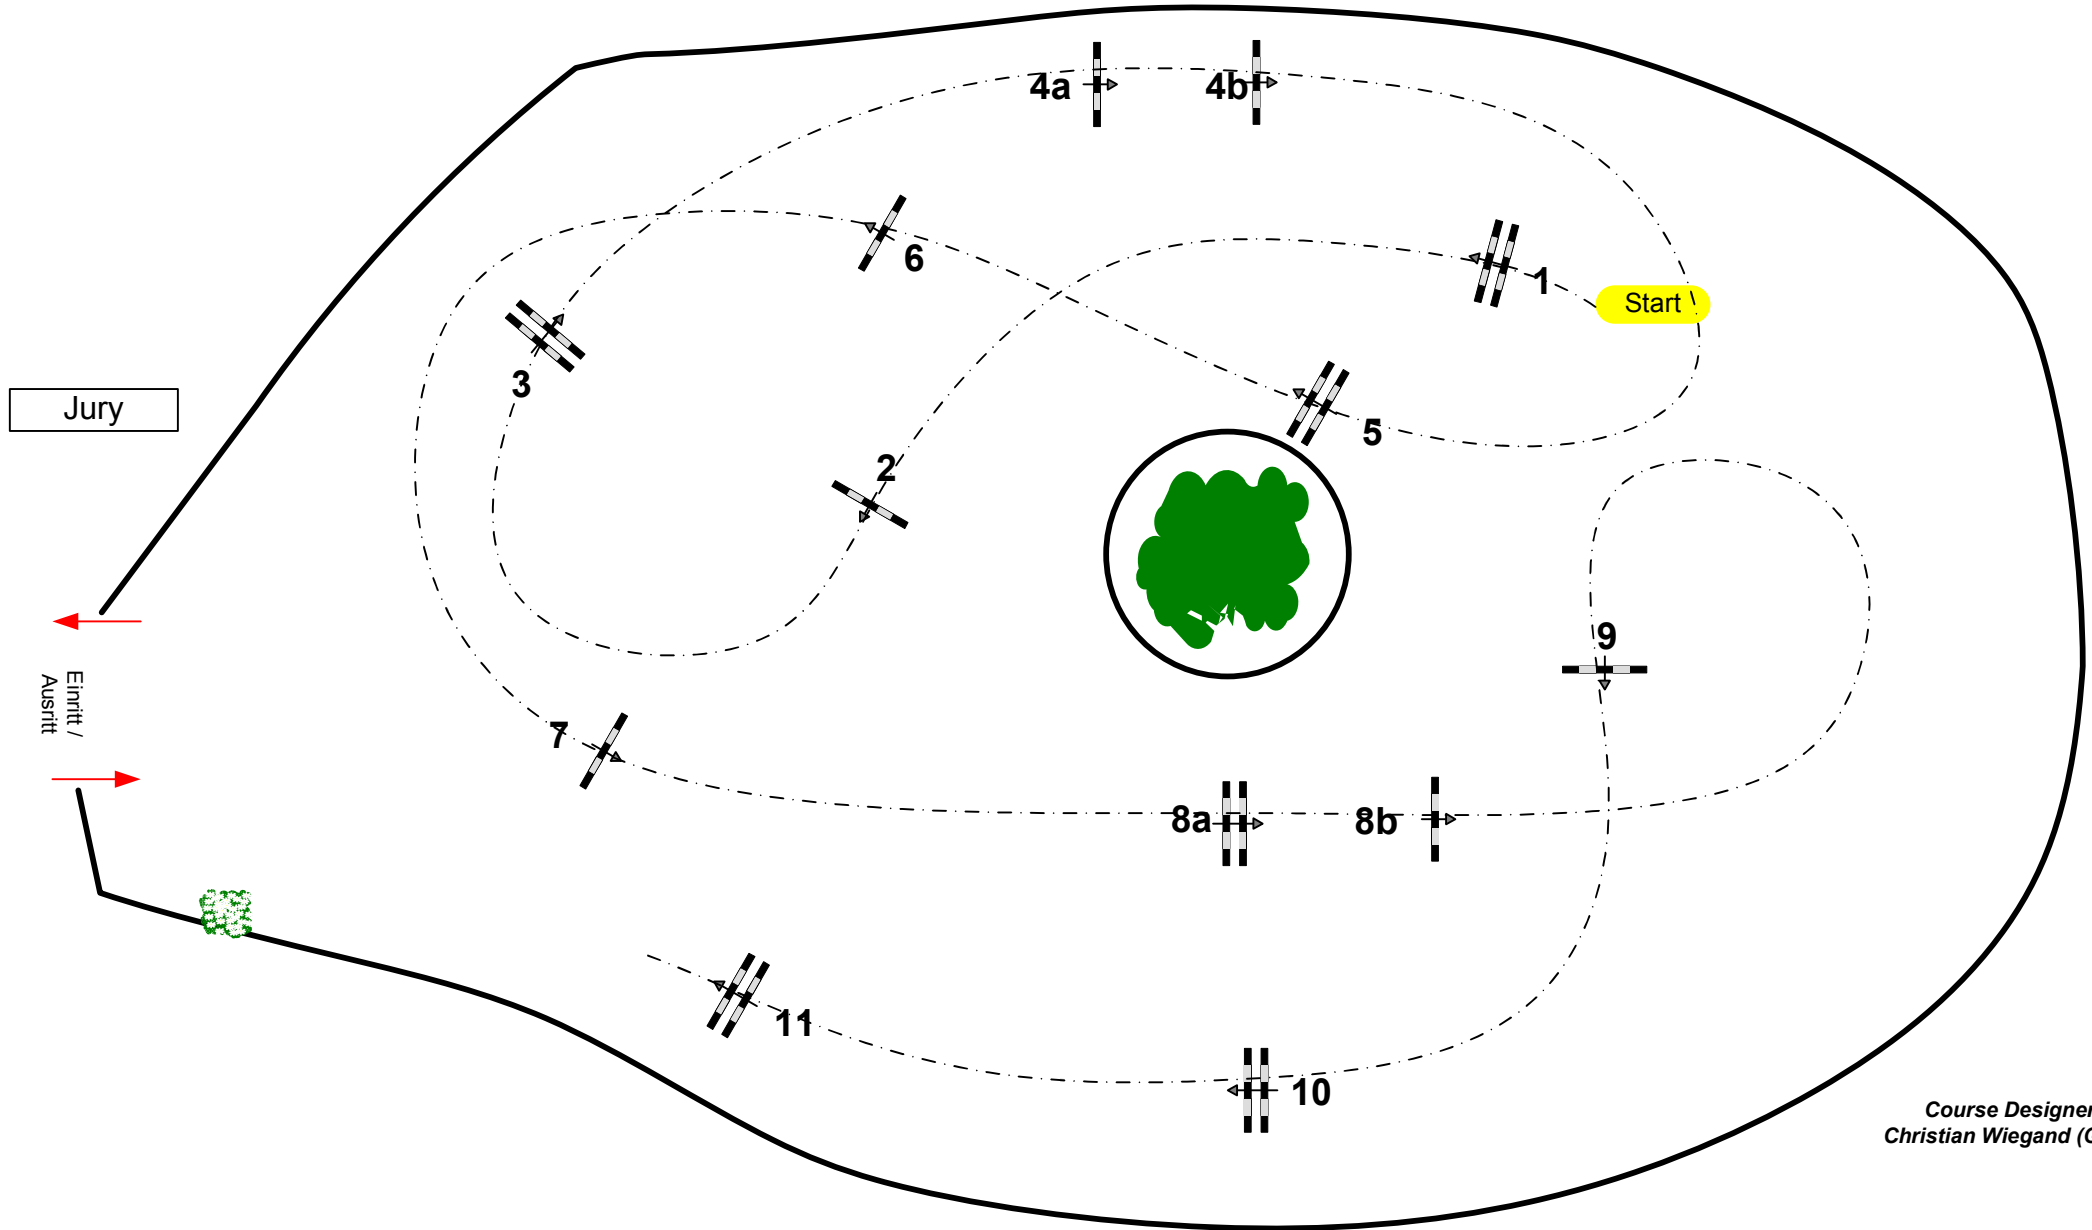 4a
4b
6
1
Start
3
Jury
5
2
9
Einritt /
Ausritt
7
8a
8b
11
10
Course Designer
Christian Wiegand (